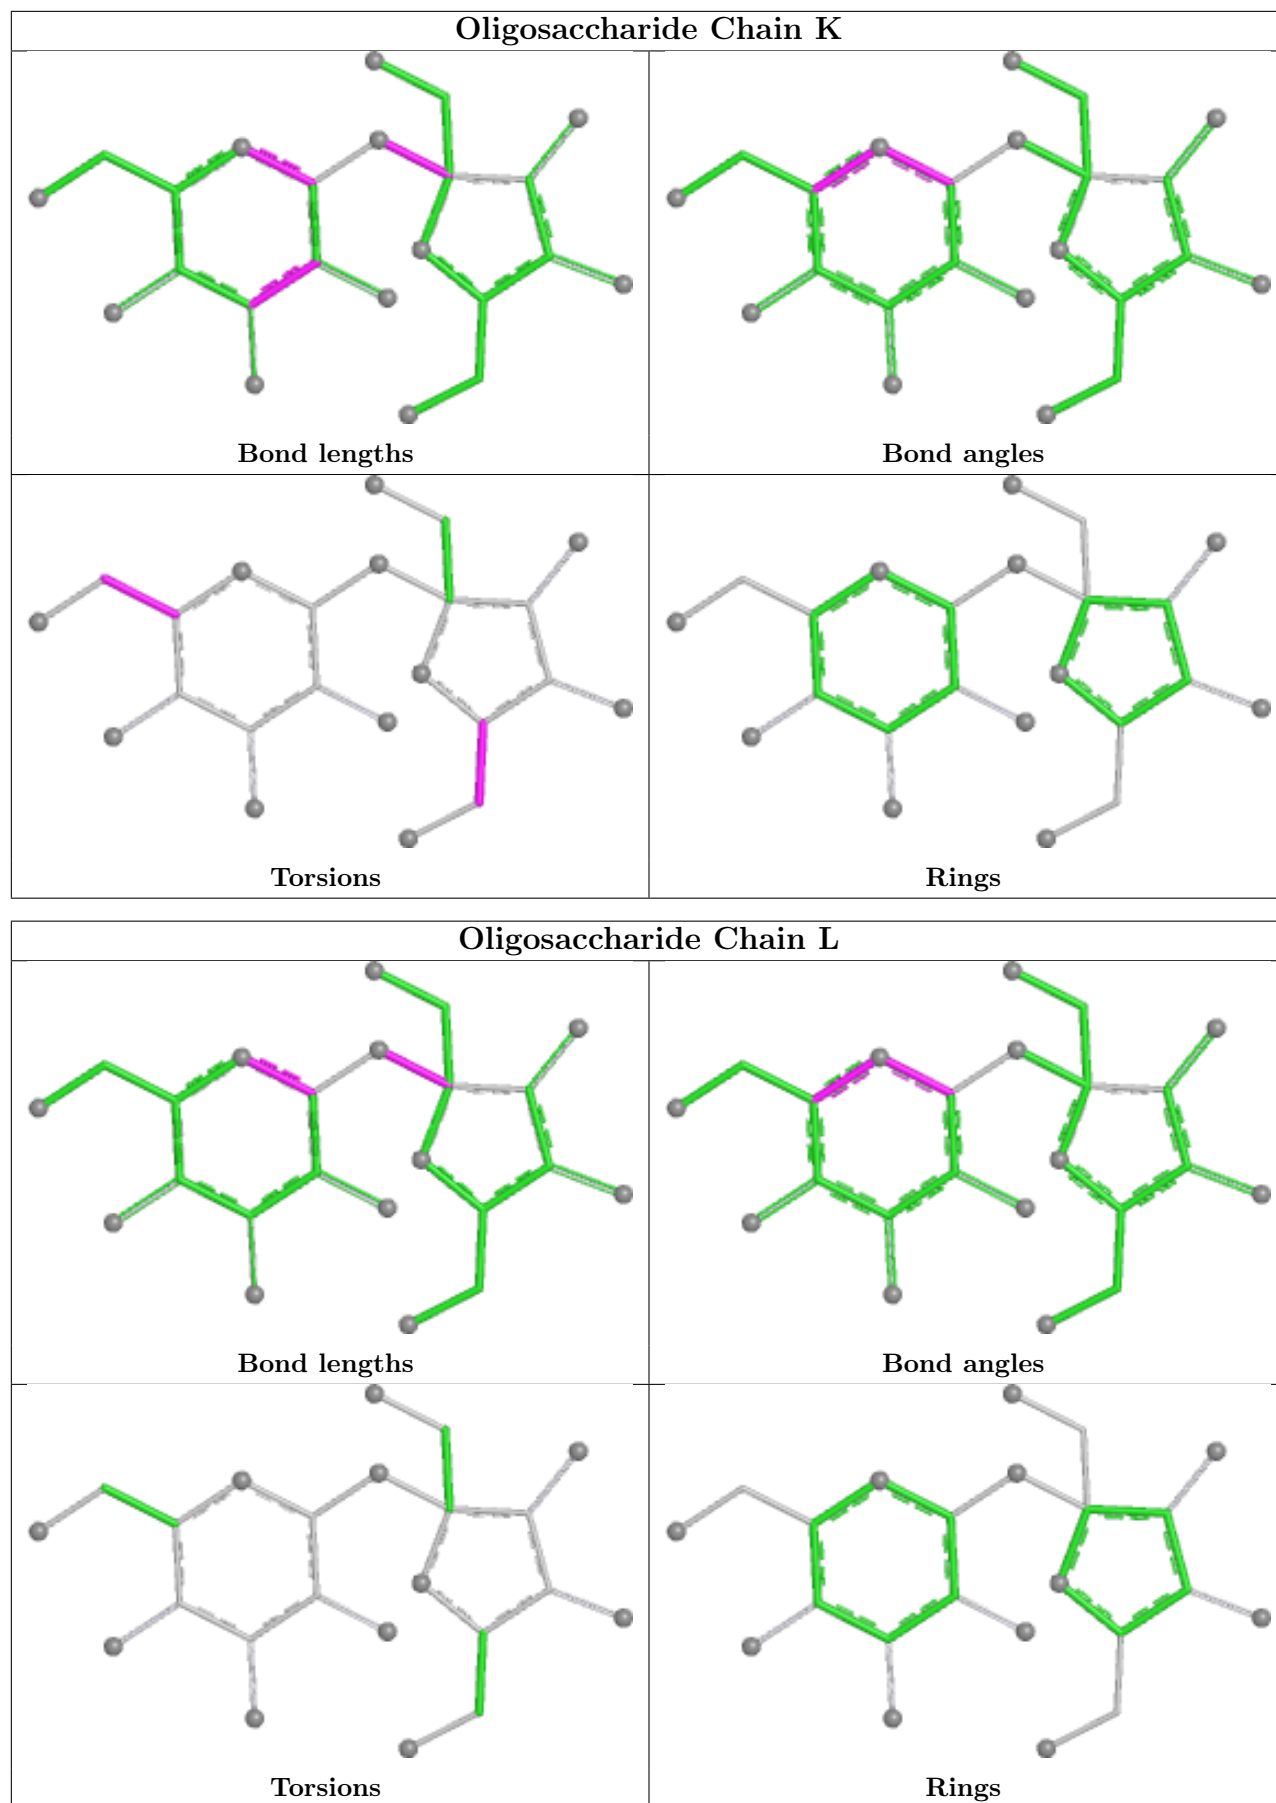 Oligosaccharide Chain K
Bond lengths
Bond angles
Torsions
Rings
Oligosaccharide Chain L
Bond lengths
Bond angles
Torsions
Rings